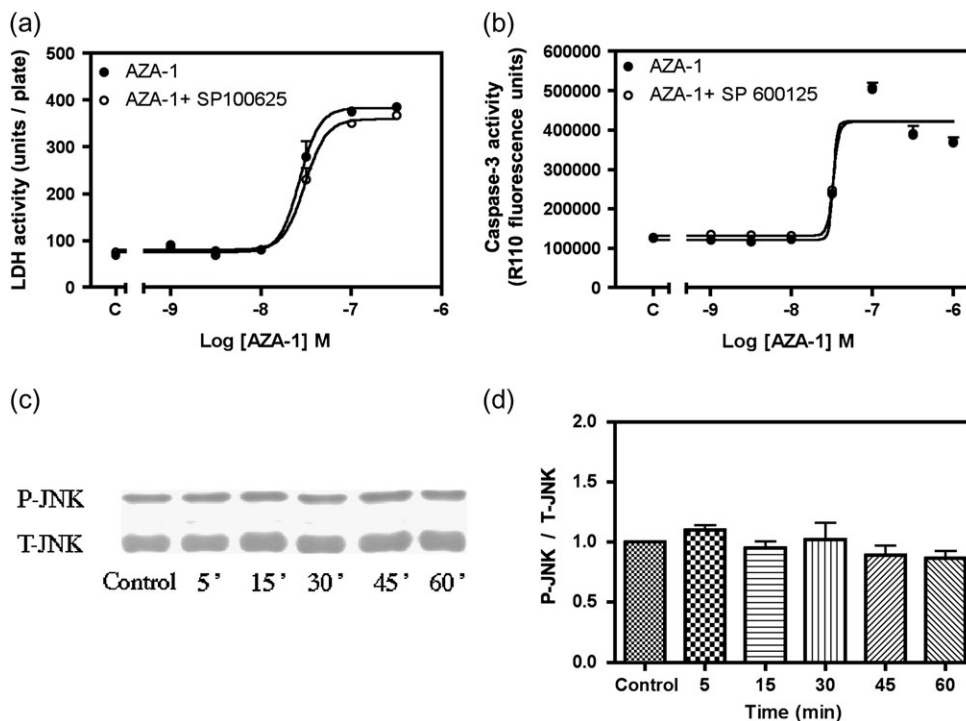 (a)
LDH activity (units / plate)
500
400
300
200
100
0
AZA-1
AZA-1+ SP100625
C
-9
-8
-7
-6
Log [AZA-1] M
(b)
Caspase-3 activity
(R110 fluorescence units)
600000
500000
400000
300000
200000
100000
0
AZA-1
AZA-1+ SP 600125
C
-9
-8
-7
-6
Log [AZA-1] M
(c)
P-JNK
T-JNK
Control 5’ 15’ 30’ 45’ 60’
(d)
P-JNK / T-JNK
2.0
1.5
1.0
0.5
0.0
Control 5 15 30 45 60
Time (min)